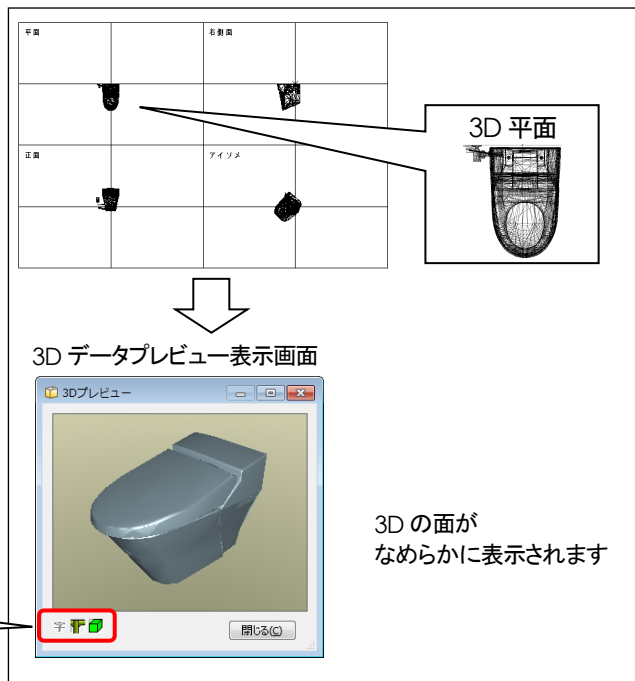 平面
右側面
正面
アイソメ
3D 平面
3D データプレビュー表示画面
3Dプレビュー
字
閉じる(C)
3D の面が
なめらかに表示されます